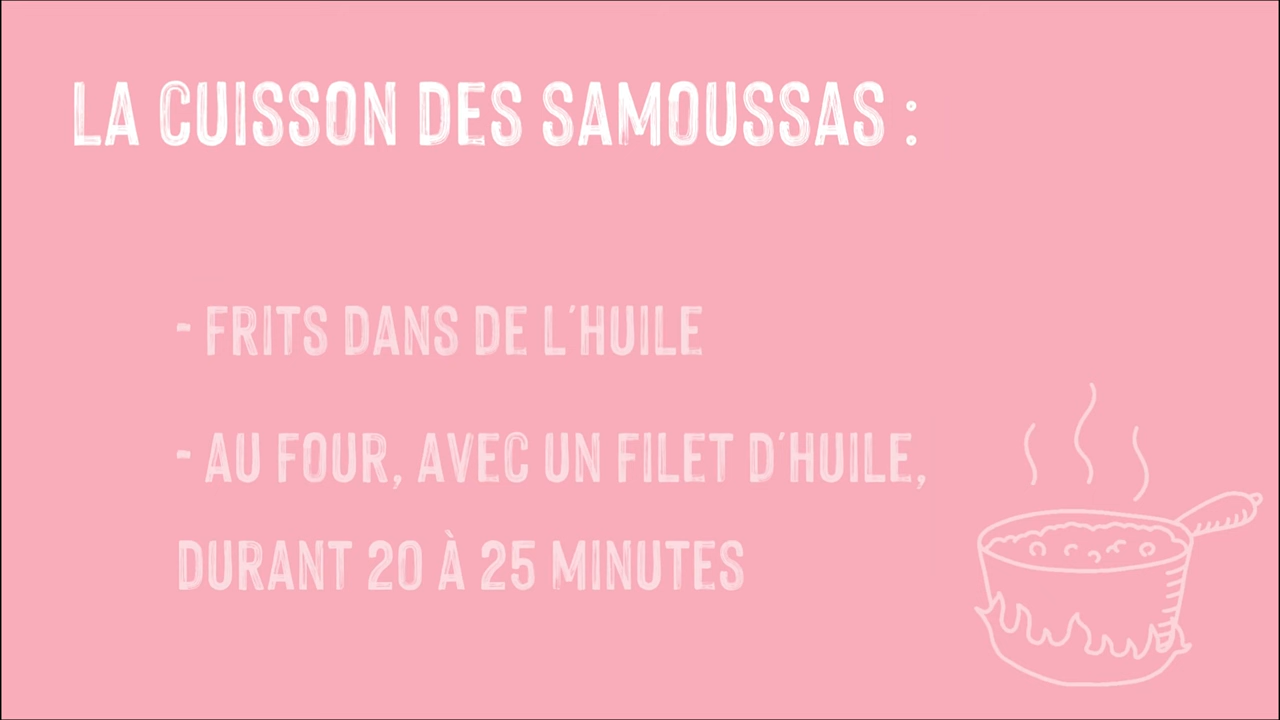 LA CUISSON DES SAMOUSSAS :
- FRITS DANS DE L'HUILE
- AU FOUR, AVEC UN FILET D'HUILE,
DURANT 20 À 25 MINUTES